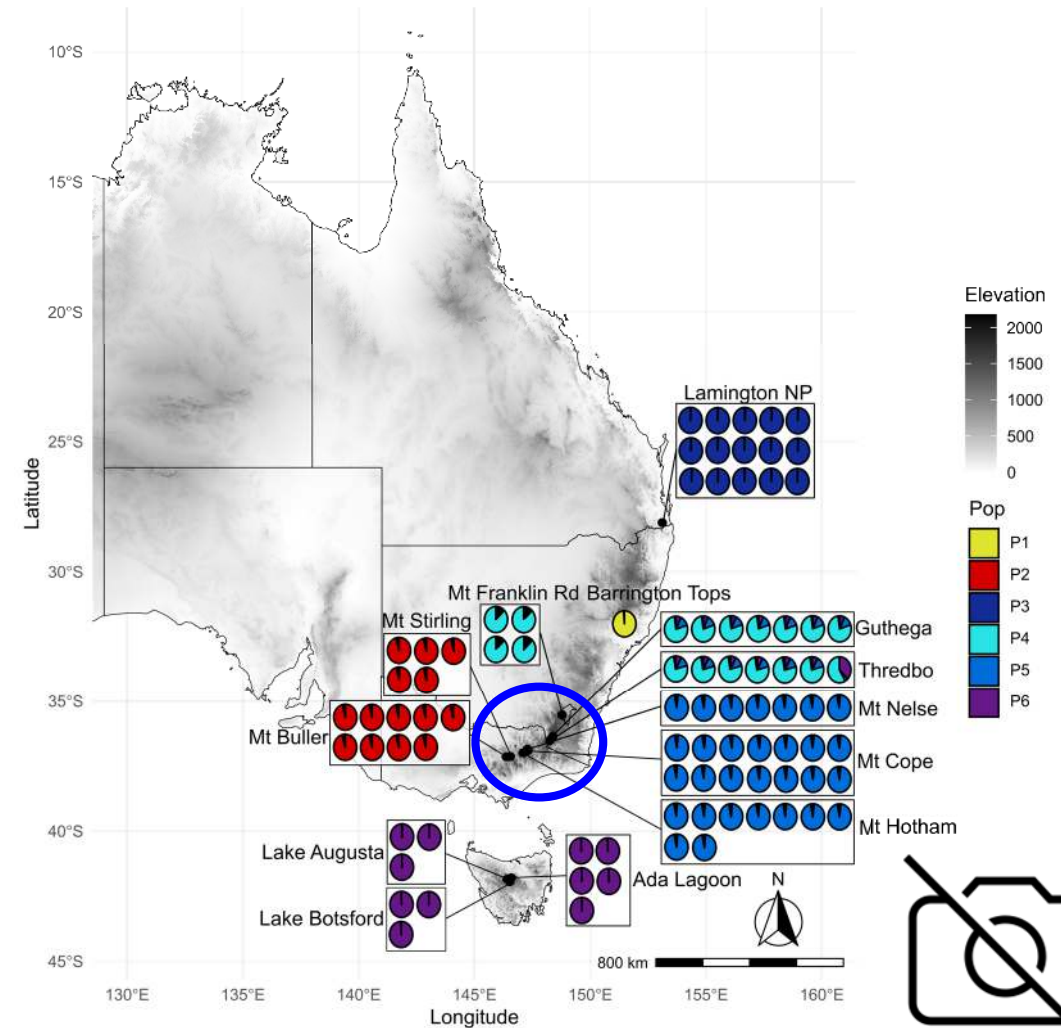 10°S
15°S
20°S
25°S
30°S
35°S
40°S
45°S
Latitude
130°E 135°E 140°E 145°E 150°E 155°E 160°E
Longitude
Lamington NP
Mt Franklin Rd Barrington Tops
Mt Stirling
Guthega
Thredbo
Mt Nelse
Mt Buller
Mt Cope
Mt Hotham
Lake Augusta
Ada Lagoon
Lake Botsford
N
800 km
Elevation
2000
1500
1000
500
0
Pop
P1
P2
P3
P4
P5
P6